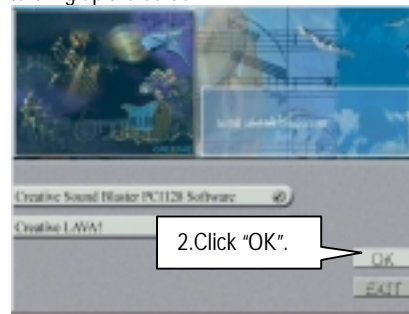 Creative Sound Blaster PCI128 Software
Creative LAVA!
2.Click "OK".
OK
EXIT